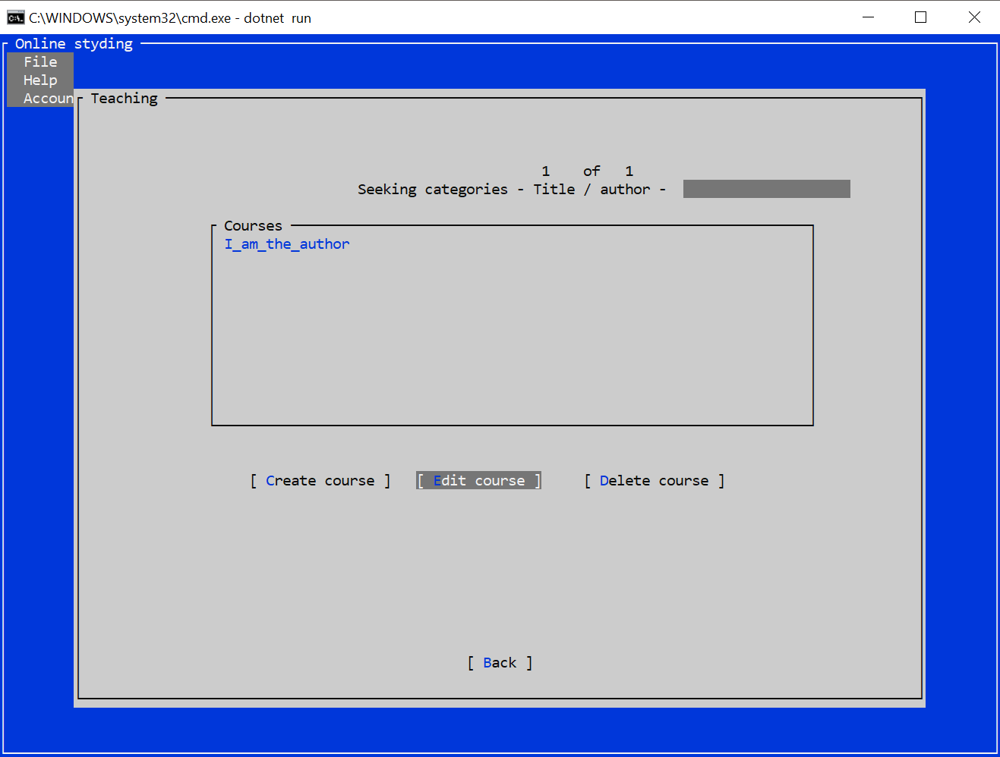 C:\WINDOWS\system32\cmd.exe - dotnet  run
Online styding
File
Help
Accoun
Teaching
1    of   1
Seeking categories - Title / author -
Courses
I_am_the_author
[ Create course ]   [ Edit course ]     [ Delete course ]
[ Back ]